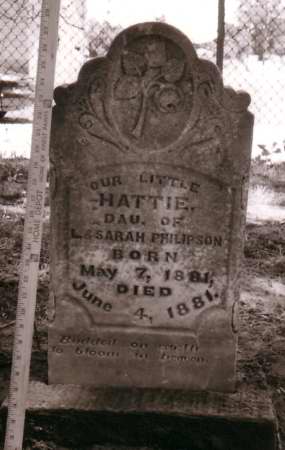 OUR LITTLE
HATTIE.
DAU. OF
L. & SARAH PHILIPSON
BORN
May 7, 1881,
DIED
June 4, 1881.
Budded on earth
to bloom in heaven.